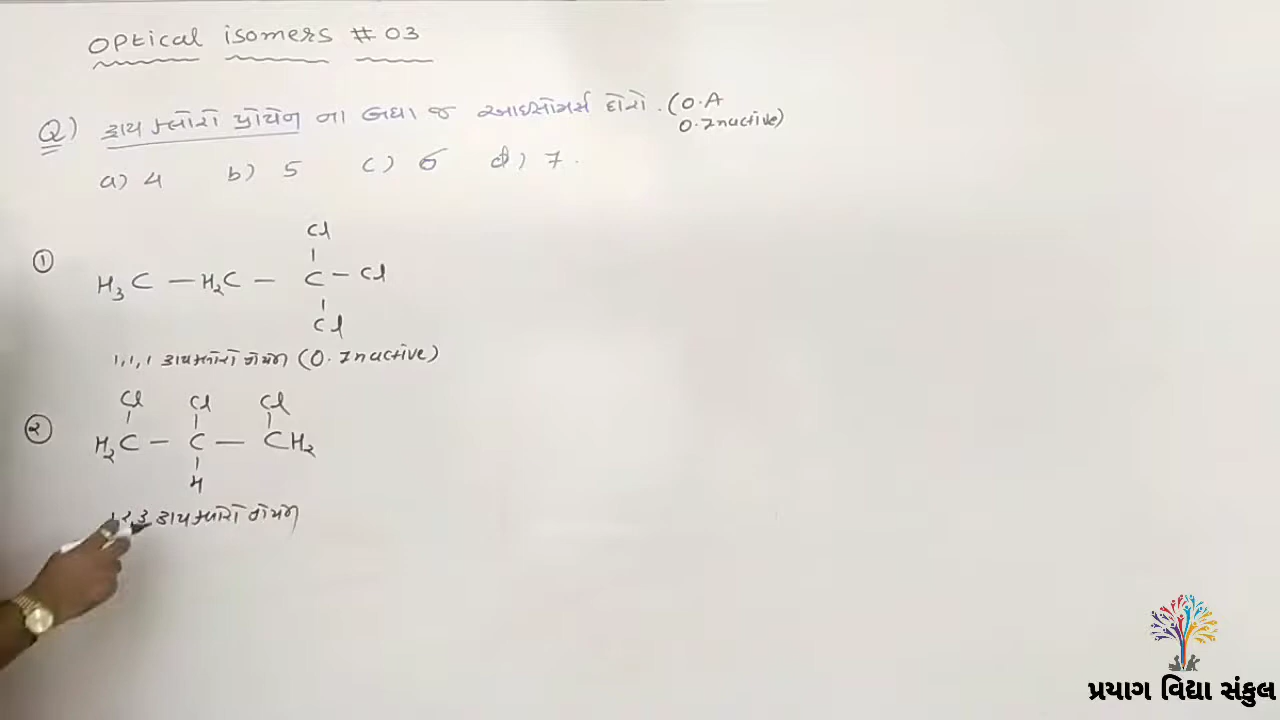 Optical isomers # 03
Q) ટ્રાય ક્લોરો પ્રોપેન ના બધા જ આઇસોમર્સ દોરો. (O.A
O.Inactive)
a) 4 b) 5 c) 6 d) 7.
①
Cl
H₃C — H₂C — C — Cl
Cl
1,1,1 ટ્રાયક્લોરો પ્રોપેન (O. Inactive)
②
Cl Cl Cl
H₂C — C — CH₂
H
1,2,3 ટ્રાયક્લોરો પ્રોપેન
પ્રયાગ વિદ્યા સંકુલ